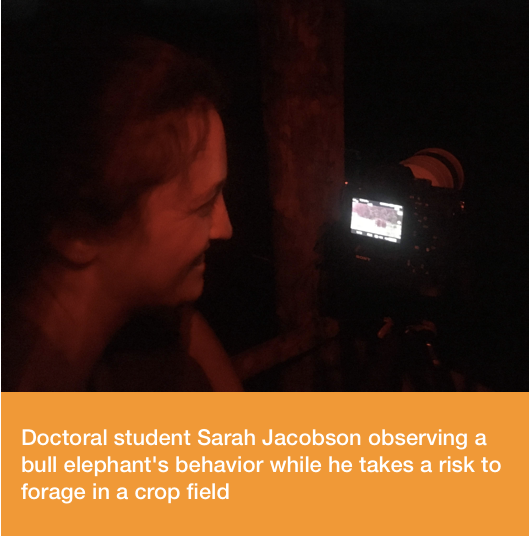 Doctoral student Sarah Jacobson observing a
bull elephant's behavior while he takes a risk to
forage in a crop field